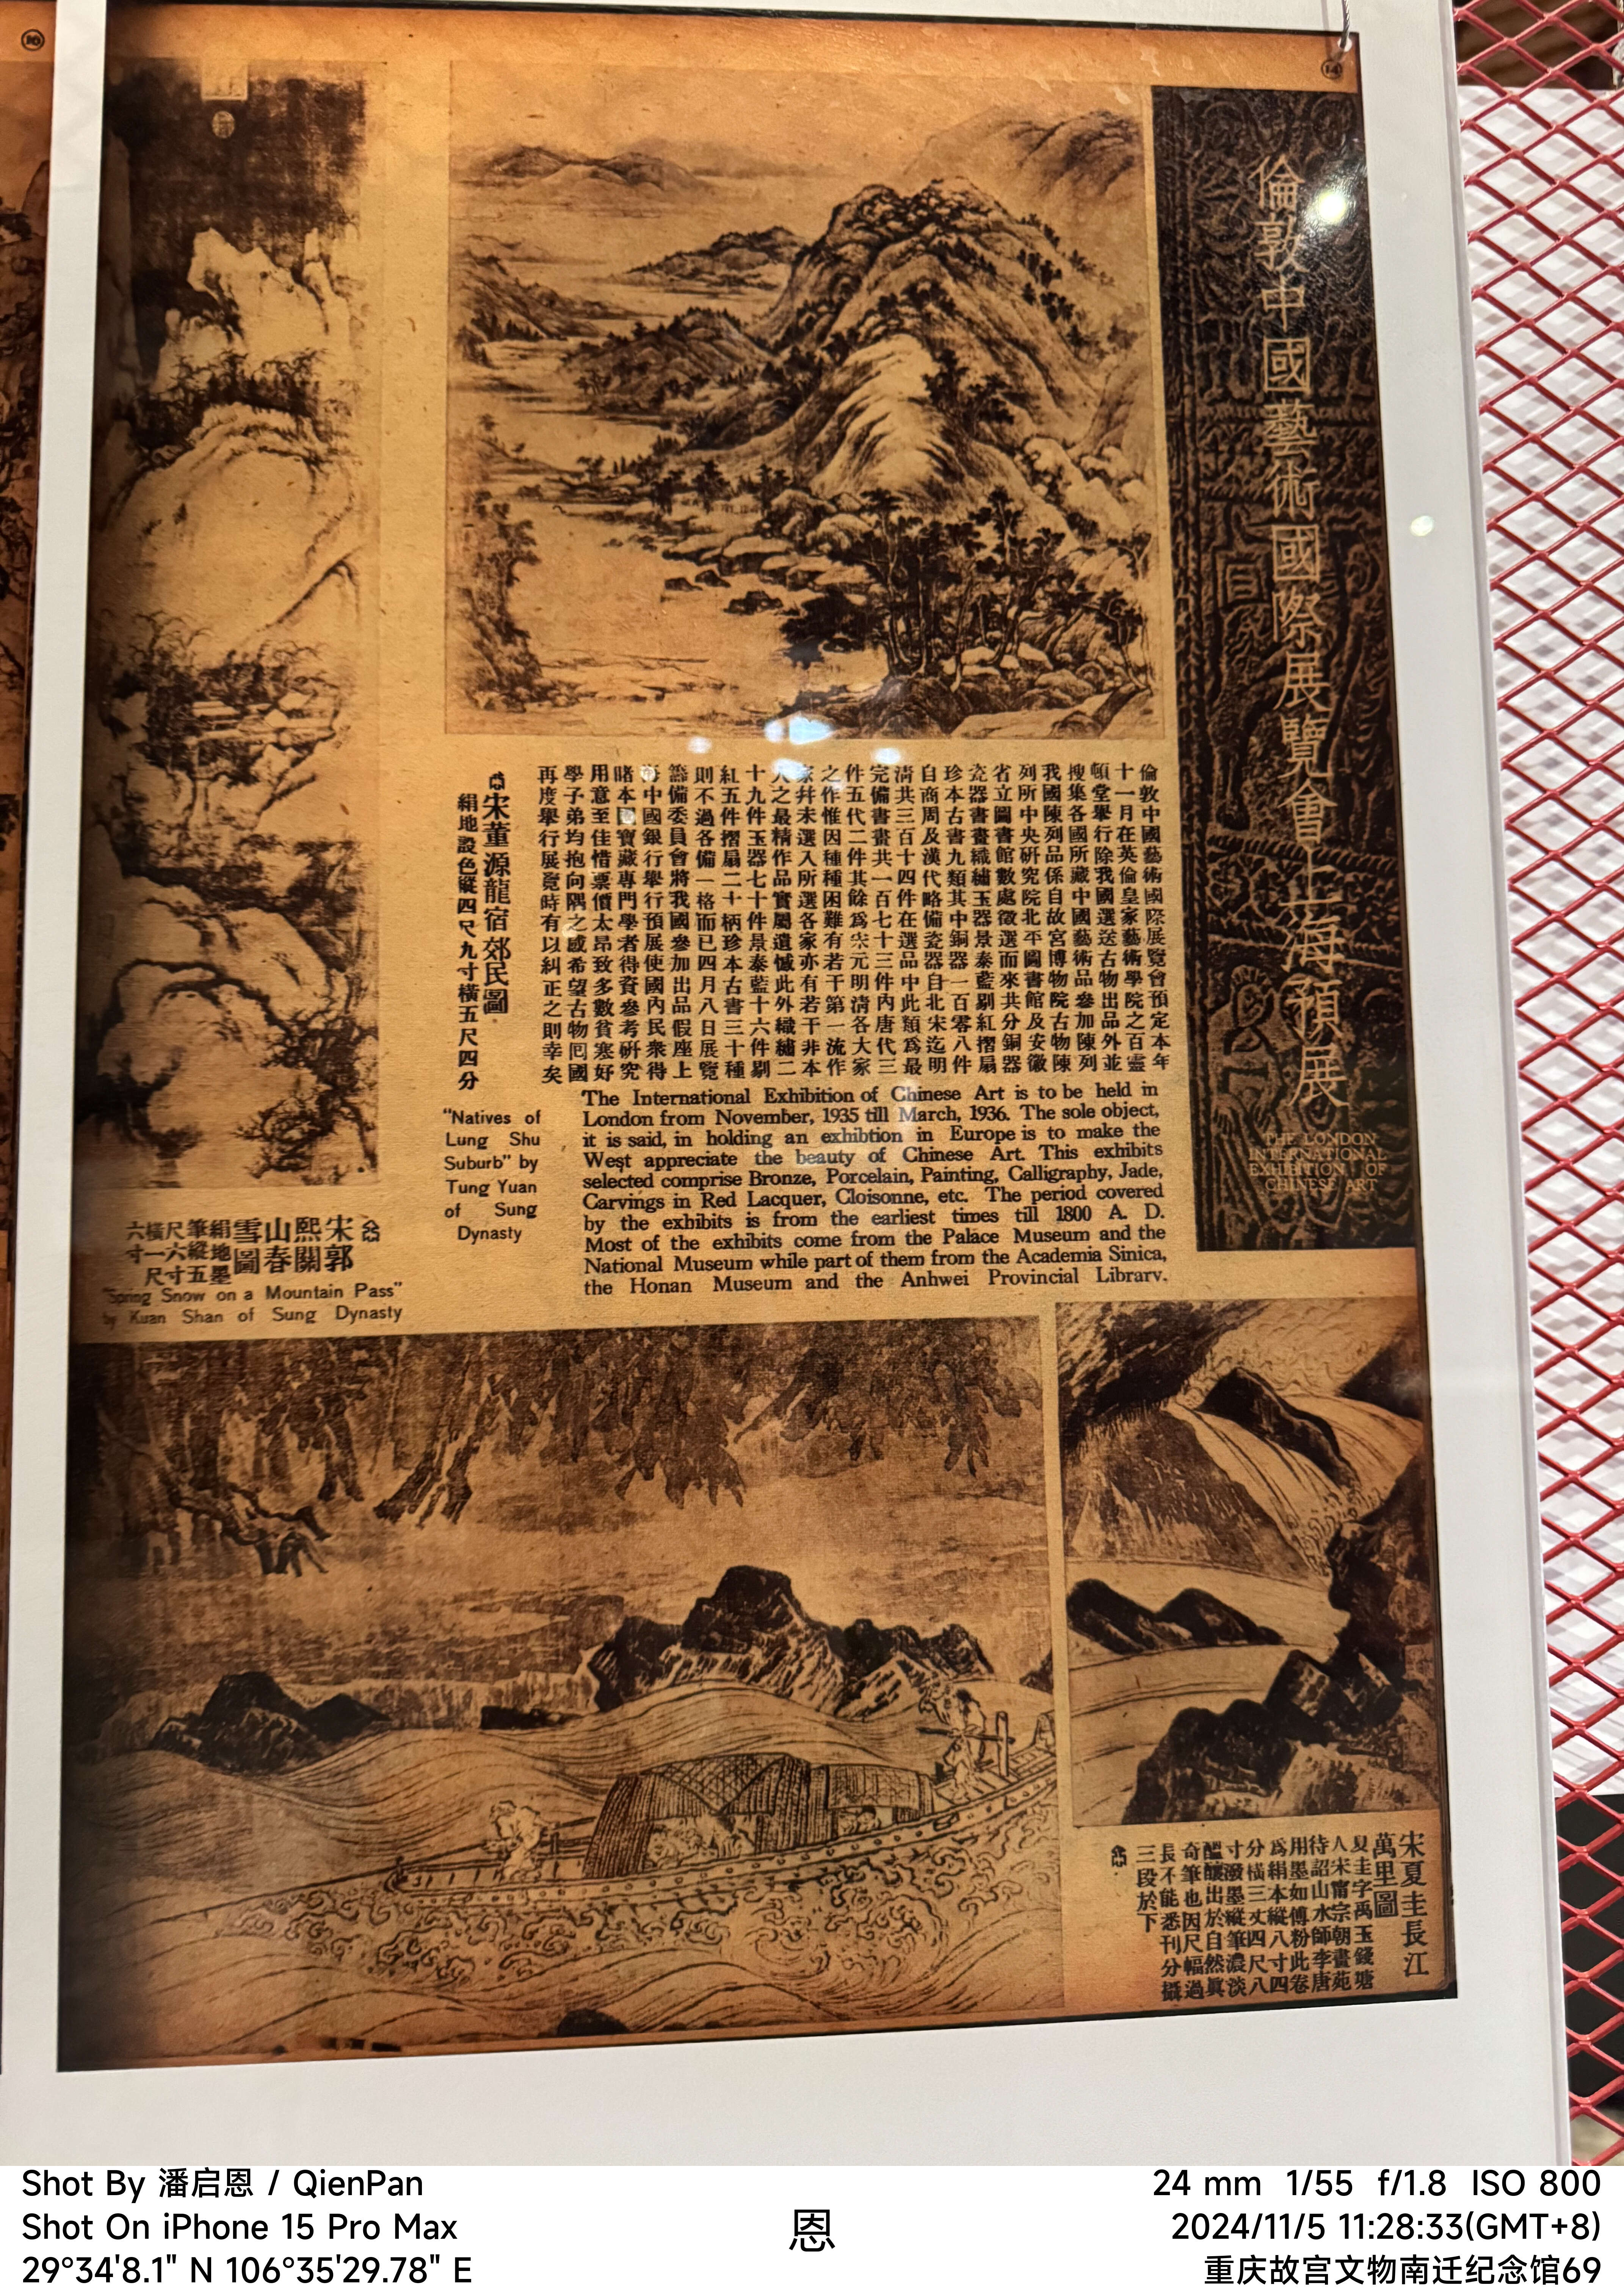 16
14
倫敦中國藝術國際展覽會上海預展
THE LONDON
INTERNATIONAL
EXHIBITION OF
CHINESE ART
倫敦中國藝術國際展覽會預定本年
十一月在英倫皇家藝術學院之百靈
頓堂舉行除我國選送古物出品外並
搜集各國所藏中國藝術品參加陳列
我國陳列品係自故宮博物院古物陳
列所中央研究院北平圖書館及安徽
省立圖書館數處徵選而來共分銅器
瓷器書畫織繡玉器景泰藍剔紅摺扇
珍本古書九類其中銅器一百零八件
自商周及漢代略備瓷器自北宋迄明
清共三百十四件在選品中此類爲最
完備書畫共一百七十三件內唐代三
件五代二件其餘爲宋元明清各大家
之作惟因種種困難有若干第一流作
家幷未選入所選各家亦有若干非本
人之最精作品實屬遺憾此外織繡二
十九件玉器七十件景泰藍十六件剔
紅五件摺扇二十柄珍本古書三十種
則不過各備一格而已四月八日展覽
籌備委員會將我國參加出品假座上
海中國銀行舉行預展使國內民衆得
睹本國寶藏專門學者得資參考研究
用意至佳惜票價太昂致多數貧寒好
學子弟均抱向隅之感希望古物囘國
再度舉行展覽時有以糾正之則幸矣
宋董源龍宿郊民圖
絹地設色縱四尺九寸橫五尺四分
"Natives of
Lung Shu
Suburb" by
Tung Yuan
of Sung
Dynasty
The International Exhibition of Chinese Art is to be held in
London from November, 1935 till March, 1936. The sole object,
it is said, in holding an exhibtion in Europe is to make the
West appreciate the beauty of Chinese Art. This exhibits
selected comprise Bronze, Porcelain, Painting, Calligraphy, Jade,
Carvings in Red Lacquer, Cloisonne, etc. The period covered
by the exhibits is from the earliest times till 1800 A. D.
Most of the exhibits come from the Palace Museum and the
National Museum while part of them from the Academia Sinica,
the Honan Museum and the Anhwei Provincial Library.
宋郭
熙關
山春
雪圖
絹地墨
筆縱五
尺六寸
橫一尺
六寸
"Spring Snow on a Mountain Pass"
by Kuan Shan of Sung Dynasty
宋夏圭長江
萬里圖
夏圭字禹玉錢塘
人宋甯宗朝畫苑
待詔山水師李唐
用墨如傅粉此卷
爲絹本縱八寸四
分橫三丈四尺八
寸潑墨縱筆濃淡
醞釀出於自然眞
奇筆也因尺幅過
長不能悉刊分攝
三段於下
Shot By 潘启恩 / QienPan
Shot On iPhone 15 Pro Max
29°34'8.1" N 106°35'29.78" E
恩
24 mm 1/55 f/1.8 ISO 800
2024/11/5 11:28:33(GMT+8)
重庆故宫文物南迁纪念馆69